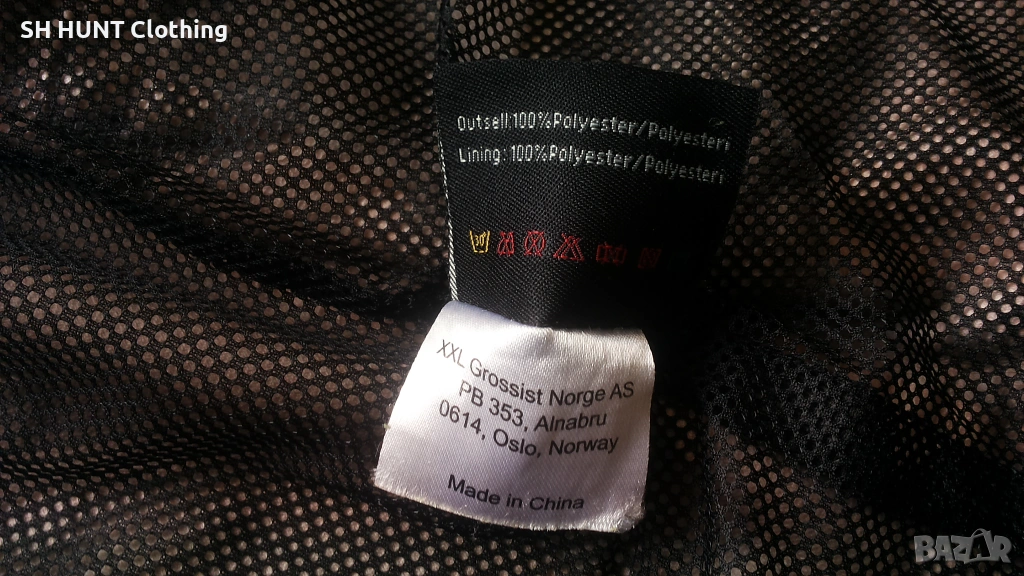 SH HUNT Clothing
Outsell:100%Polyester/Polyesteri
Lining:100%Polyester/Polyesteri
30
XXL Grossist Norge AS
PB 353, Alnabru
0614, Oslo, Norway
Made in China
BAZAR